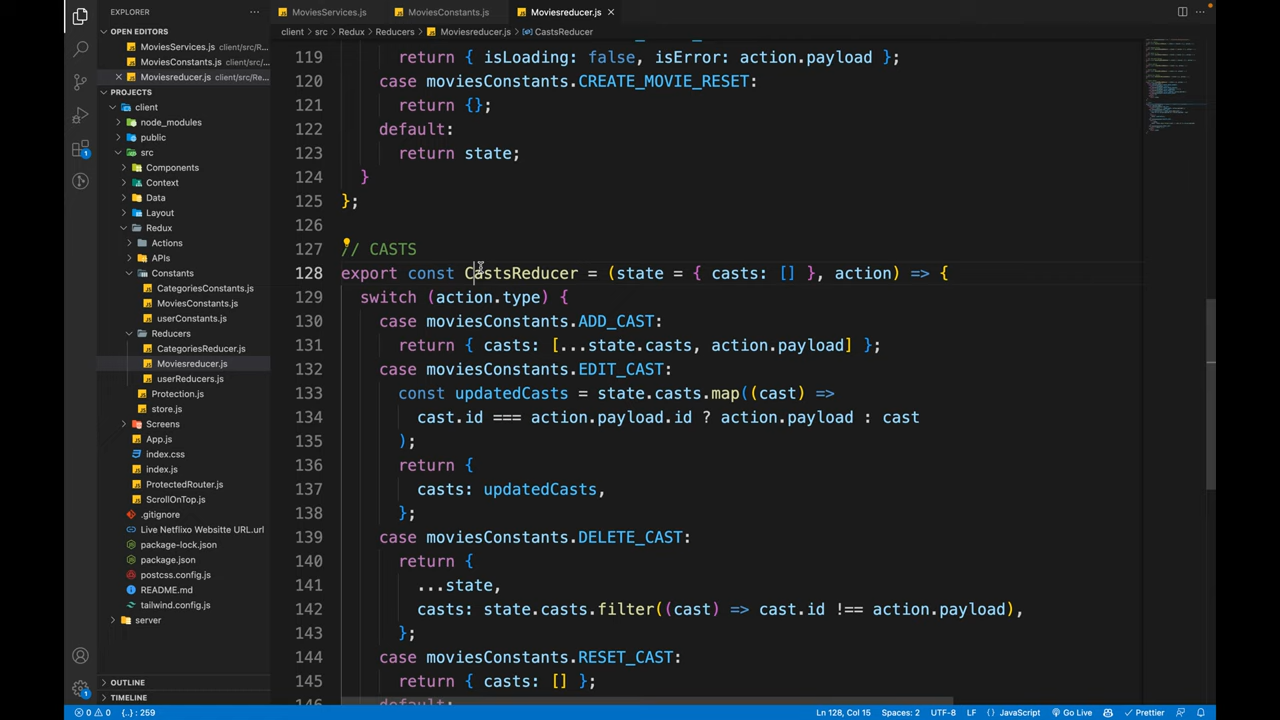 EXPLORER
MoviesServices.js
MoviesConstants.js
Moviesreducer.js
client > src > Redux > Reducers > Moviesreducer.js > CastsReducer
OPEN EDITORS
MoviesServices.js client/src/R...
MoviesConstants.js client/src/...
Moviesreducer.js client/src/Re...
PROJECTS
client
node_modules
public
src
Components
Context
Data
Layout
Redux
Actions
APIs
Constants
CategoriesConstants.js
MoviesConstants.js
userConstants.js
Reducers
CategoriesReducer.js
Moviesreducer.js
userReducers.js
Protection.js
store.js
Screens
App.js
index.css
index.js
ProtectedRouter.js
ScrollOnTop.js
.gitignore
Live Netflixo Websitte URL.url
package-lock.json
package.json
postcss.config.js
README.md
tailwind.config.js
server
OUTLINE
TIMELINE
119 return { isLoading: false, isError:action.payload };
120 case moviesConstants.CREATE_MOVIE_RESET:
121 return {};
122 default:
123 return state;
124 }
125 };
126
127 // CASTS
128 export const CastsReducer = (state = { casts: [] }, action) => {
129 switch (action.type) {
130 case moviesConstants.ADD_CAST:
131 return { casts: [...state.casts, action.payload] };
132 case moviesConstants.EDIT_CAST:
133 const updatedCasts = state.casts.map((cast) =>
134 cast.id === action.payload.id ? action.payload : cast
135 );
136 return {
137 casts: updatedCasts,
138 };
139 case moviesConstants.DELETE_CAST:
140 return {
141 ...state,
142 casts: state.casts.filter((cast) => cast.id !== action.payload),
143 };
144 case moviesConstants.RESET_CAST:
145 return { casts: [] };
146 default:
0 0 {..} : 259
Ln 128, Col 15 Spaces: 2 UTF-8 LF {} JavaScript Go Live Prettier